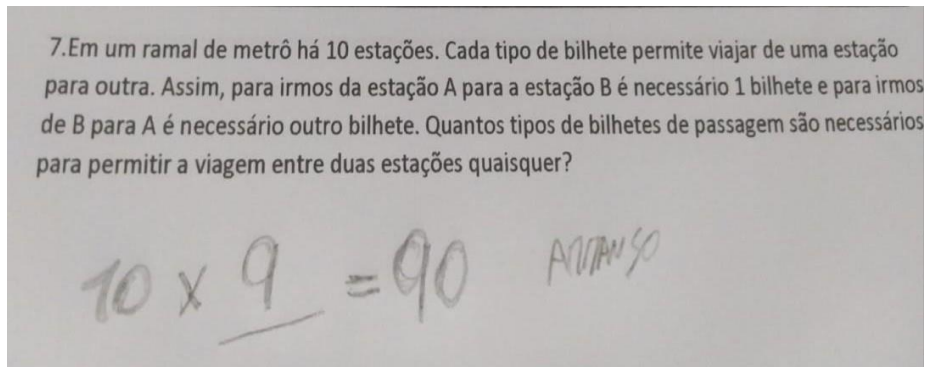 7.Em um ramal de metrô há 10 estações. Cada tipo de bilhete permite viajar de uma estação
para outra. Assim, para irmos da estação A para a estação B é necessário 1 bilhete e para irmos
de B para A é necessário outro bilhete. Quantos tipos de bilhetes de passagem são necessários
para permitir a viagem entre duas estações quaisquer?
10 x 9 = 90 ARRANJO